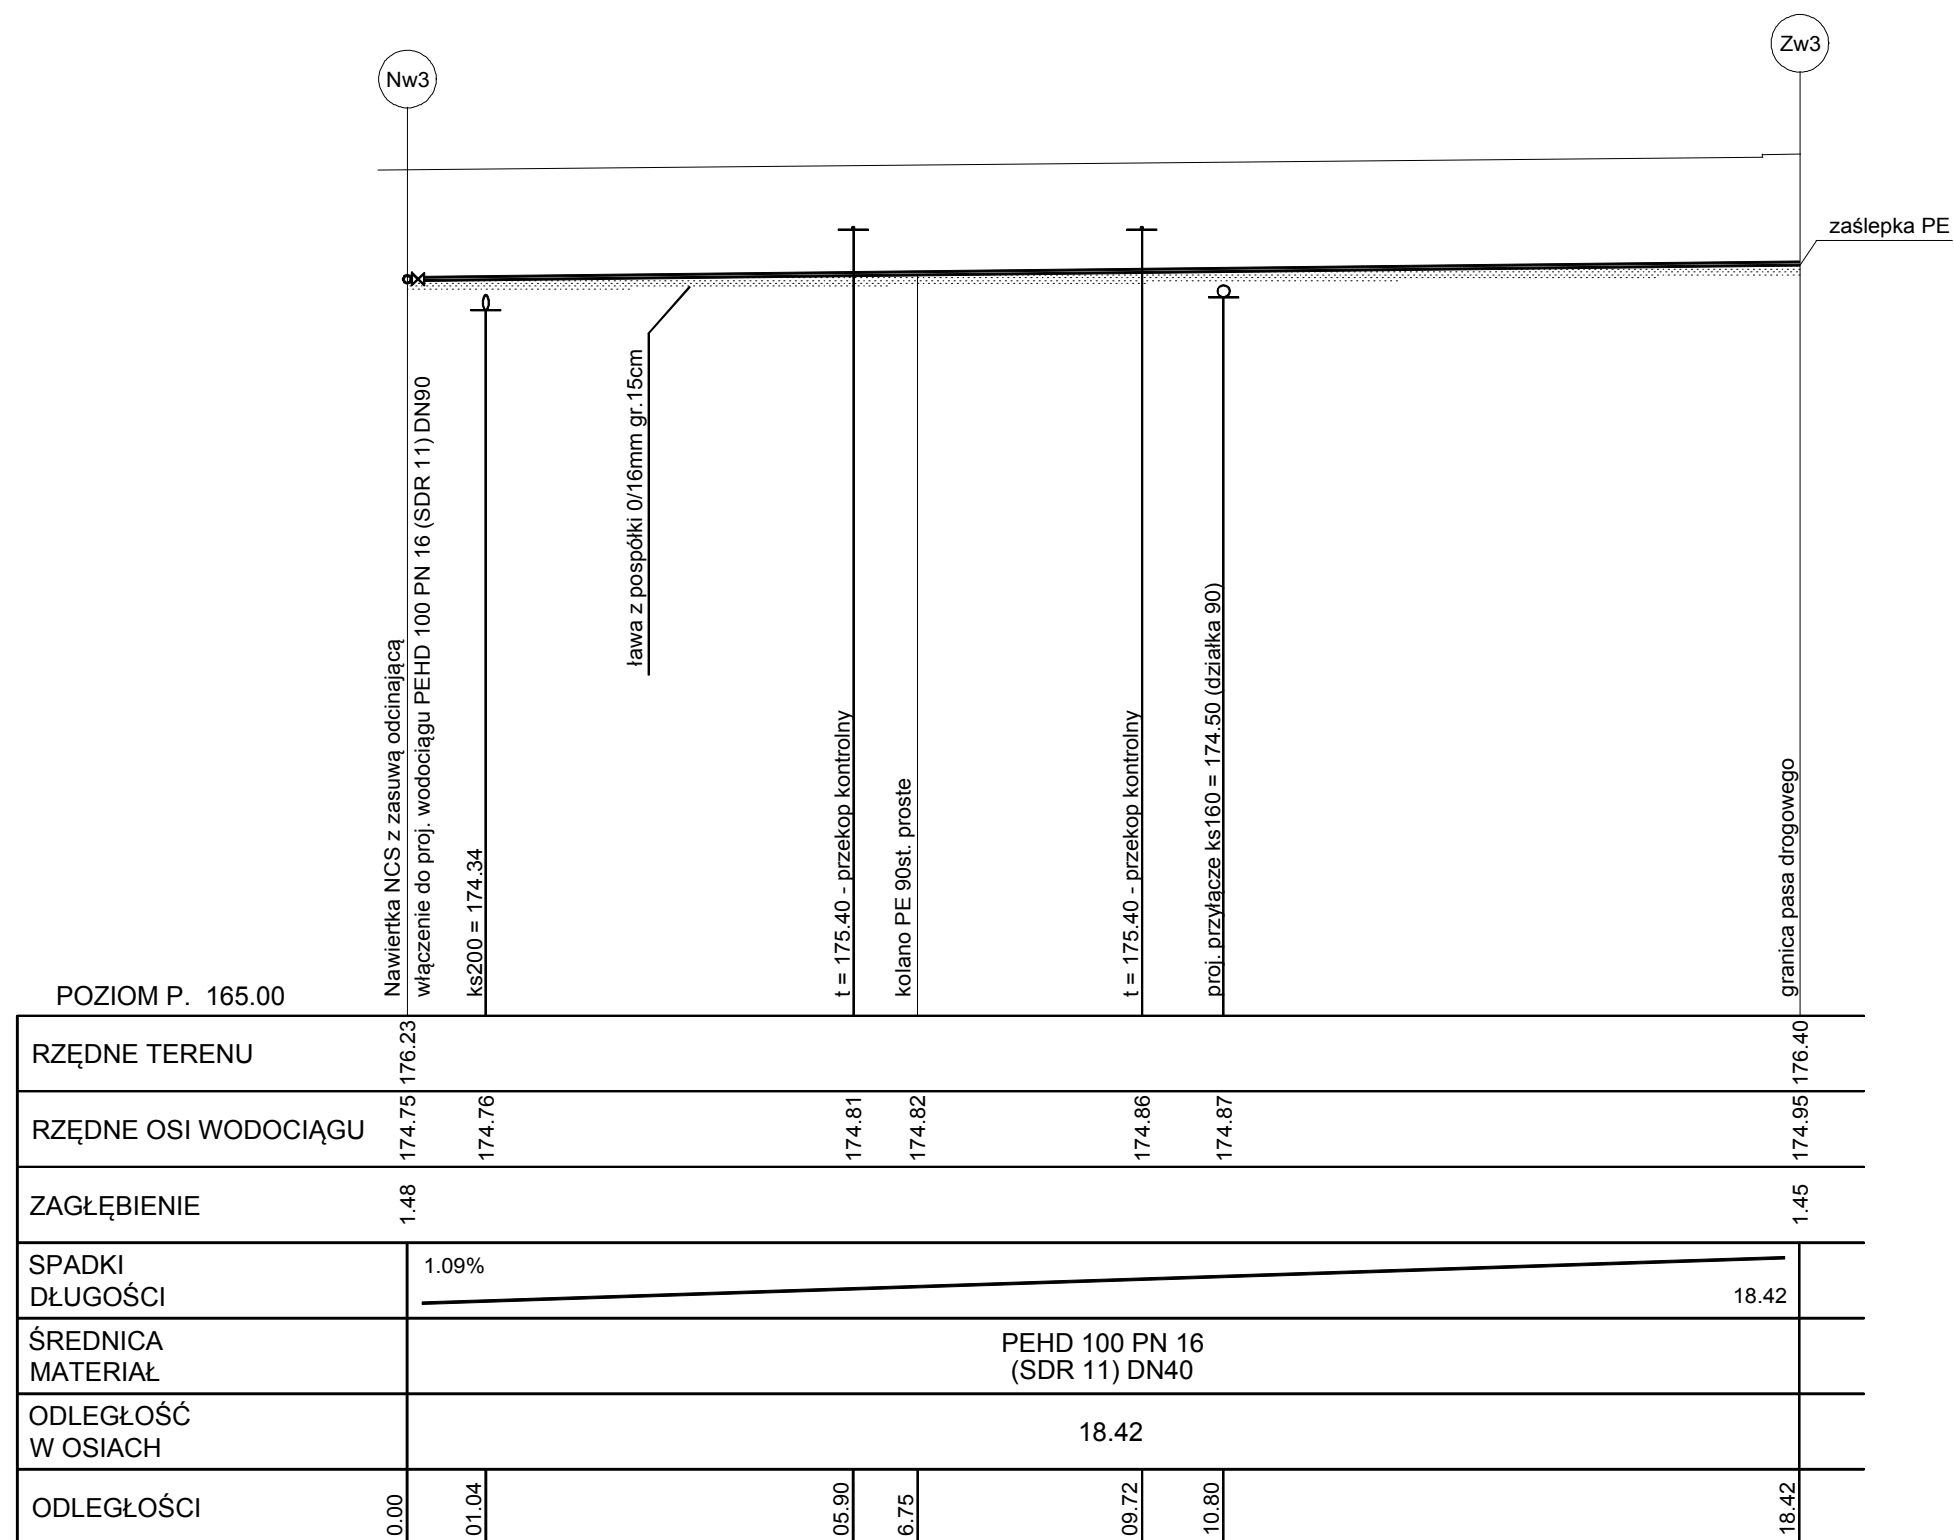 Nw3
Zw3
zaślepka PE
Nawiertka NCS z zasuwą odcinającą
włączenie do proj. wodociągu PEHD 100 PN 16 (SDR 11) DN90
ks200 = 174.34
ława z pospółki 0/16mm gr.15cm
t = 175.40 - przekop kontrolny
kolano PE 90st. proste
t = 175.40 - przekop kontrolny
proj. przyłącze ks160 = 174.50 (działka 90)
granica pasa drogowego
POZIOM P. 165.00
RZĘDNE TERENU
176.23
176.40
RZĘDNE OSI WODOCIĄGU
174.75
174.76
174.81
174.82
174.86
174.87
174.95
ZAGŁĘBIENIE
1.48
1.45
SPADKI
DŁUGOŚCI
1.09%
18.42
ŚREDNICA
MATERIAŁ
PEHD 100 PN 16
(SDR 11) DN40
ODLEGŁOŚĆ
W OSIACH
18.42
ODLEGŁOŚCI
0.00
01.04
05.90
6.75
09.72
10.80
18.42